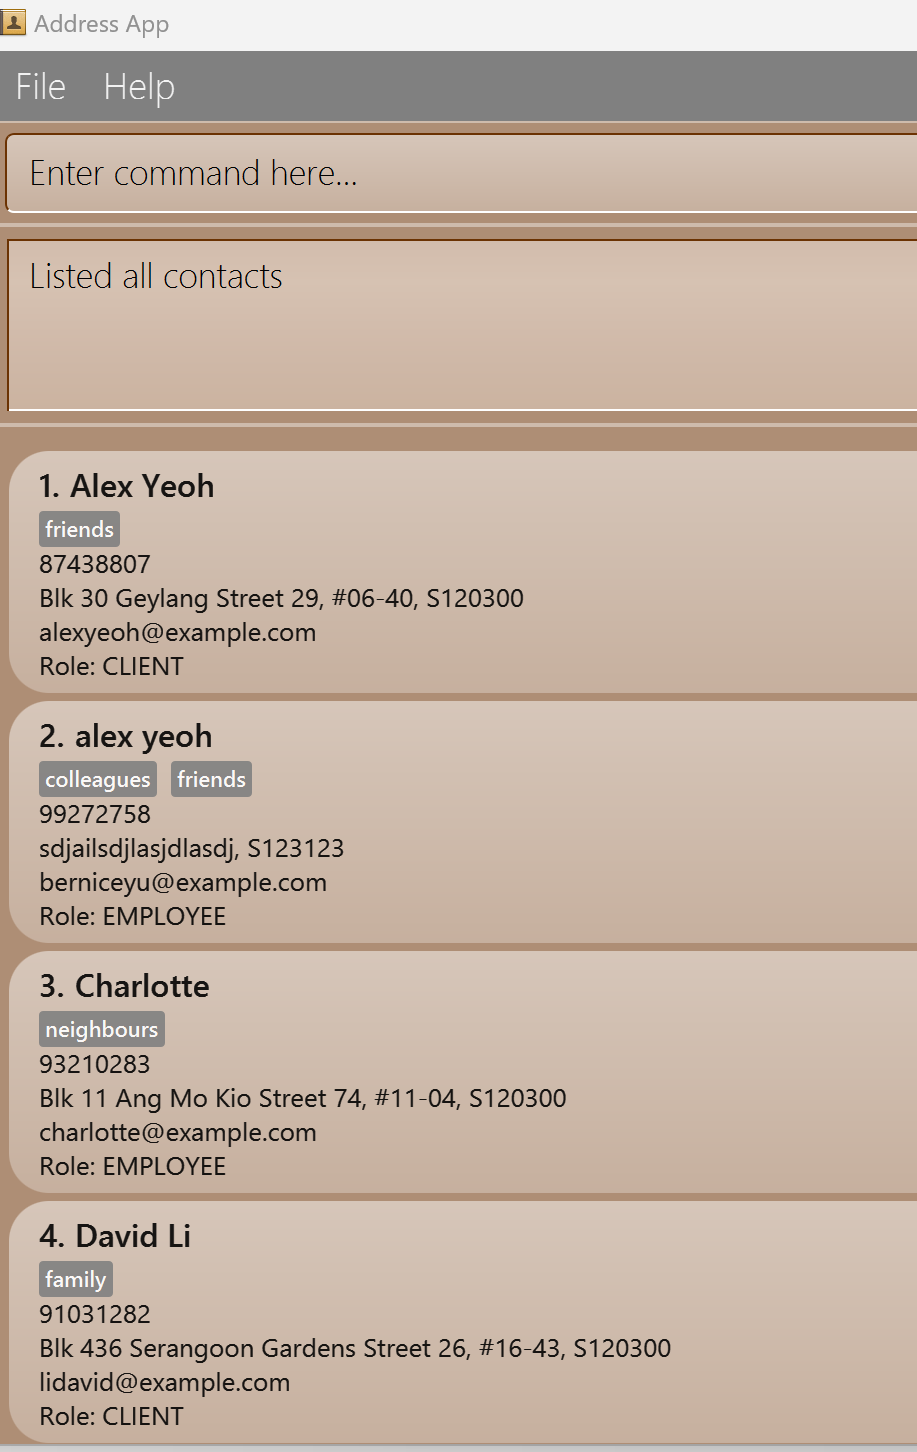 Address App
File Help
Enter command here...
Listed all contacts
1. Alex Yeoh
friends
87438807
Blk 30 Geylang Street 29, #06-40, S120300
alexyeoh@example.com
Role: CLIENT
2. alex yeoh
colleagues friends
99272758
sdjailsdjlasjdlasdj, S123123
berniceyu@example.com
Role: EMPLOYEE
3. Charlotte
neighbours
93210283
Blk 11 Ang Mo Kio Street 74, #11-04, S120300
charlotte@example.com
Role: EMPLOYEE
4. David Li
family
91031282
Blk 436 Serangoon Gardens Street 26, #16-43, S120300
lidavid@example.com
Role: CLIENT